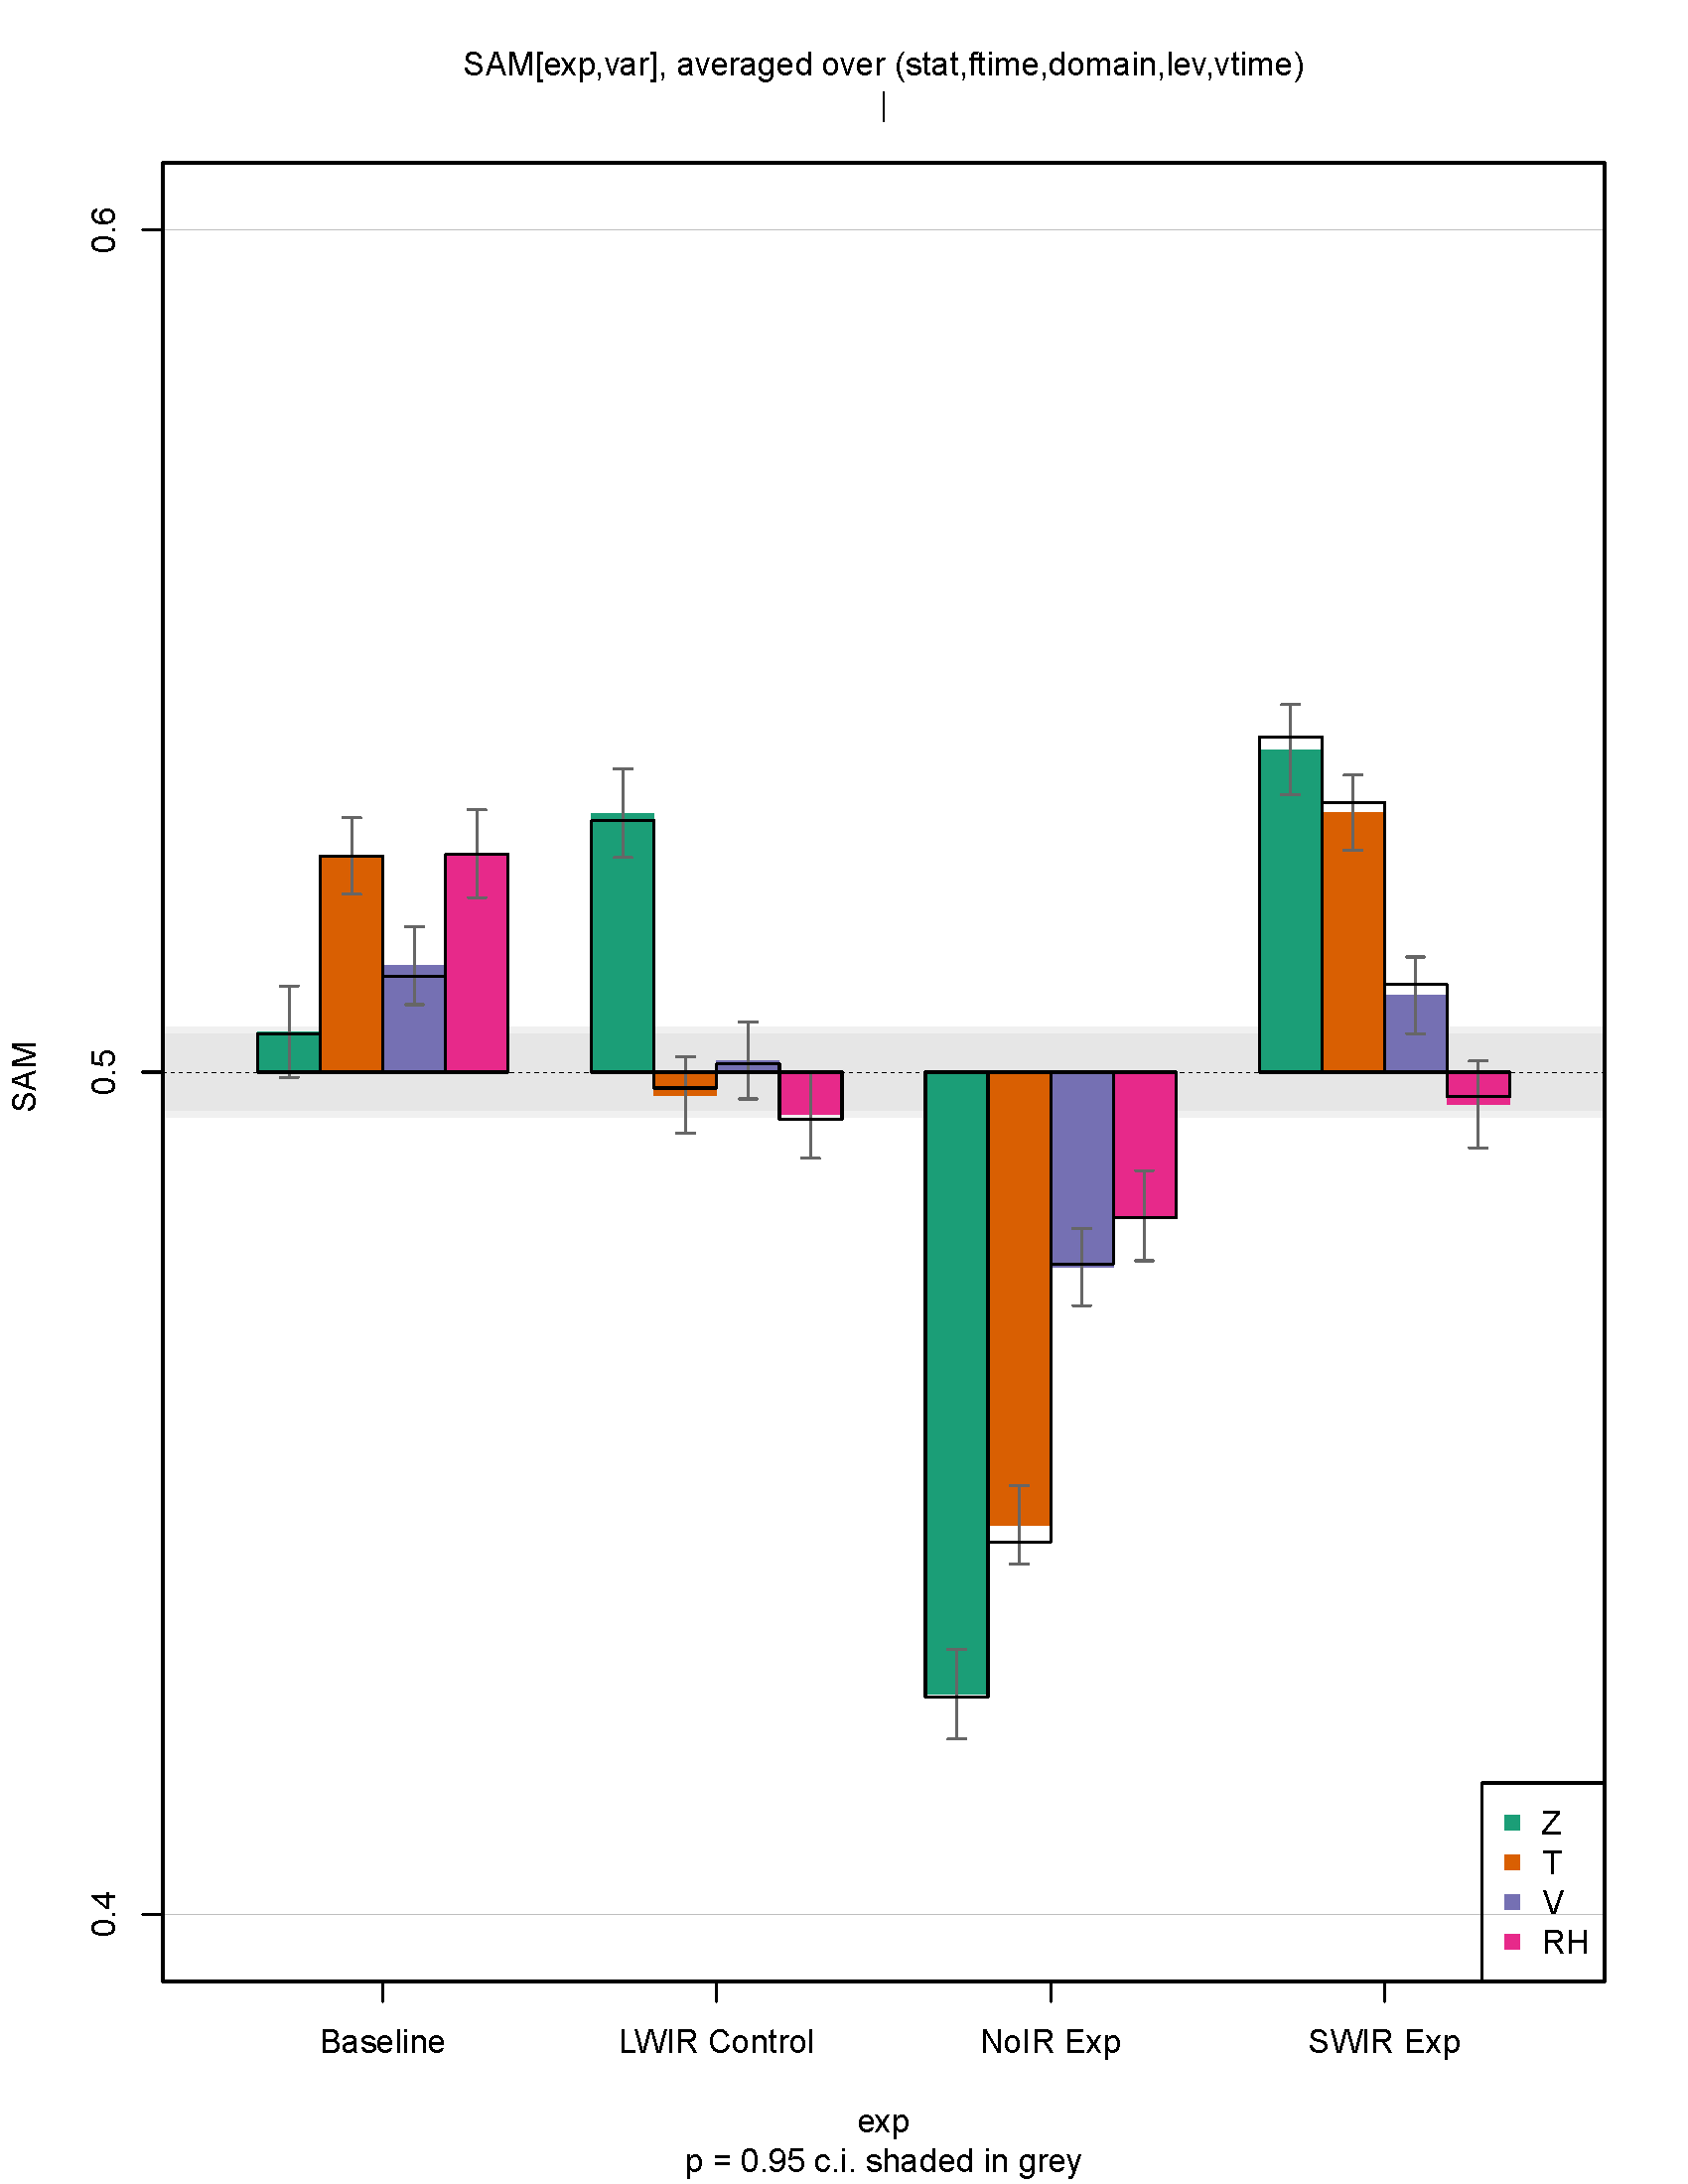 SAM[exp,var], averaged over (stat,ftime,domain,lev,vtime)
0.6
0.5
0.4
SAM
Z
T
V
RH
Baseline
LWIR Control
NoIR Exp
SWIR Exp
exp
p = 0.95 c.i. shaded in grey